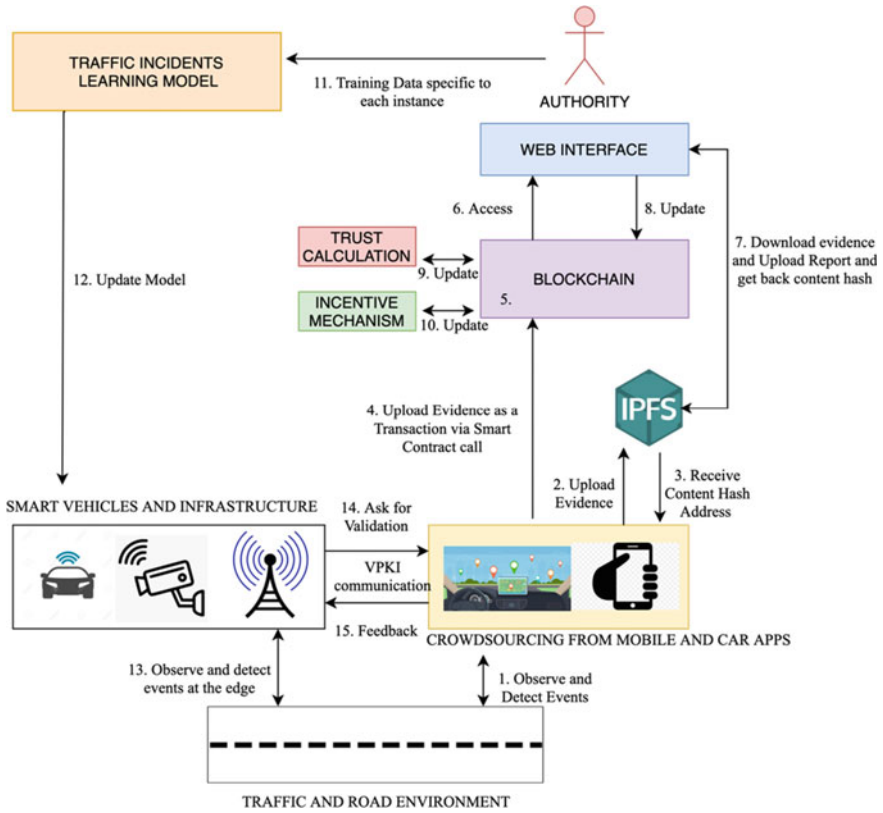 TRAFFIC INCIDENTS
LEARNING MODEL
11. Training Data specific to
each instance
AUTHORITY
WEB INTERFACE
6. Access
8. Update
7. Download evidence
and Upload Report and
get back content hash
TRUST
CALCULATION
9. Update
BLOCKCHAIN
5.
INCENTIVE
MECHANISM
10. Update
12. Update Model
4. Upload Evidence as a
Transaction via Smart
Contract call
IPFS
2. Upload
Evidence
3. Receive
Content Hash
Address
SMART VEHICLES AND INFRASTRUCTURE
14. Ask for
Validation
VPKI
communication
15. Feedback
CROWDSOURCING FROM MOBILE AND CAR APPS
13. Observe and detect
events at the edge
1. Observe and
Detect Events
TRAFFIC AND ROAD ENVIRONMENT